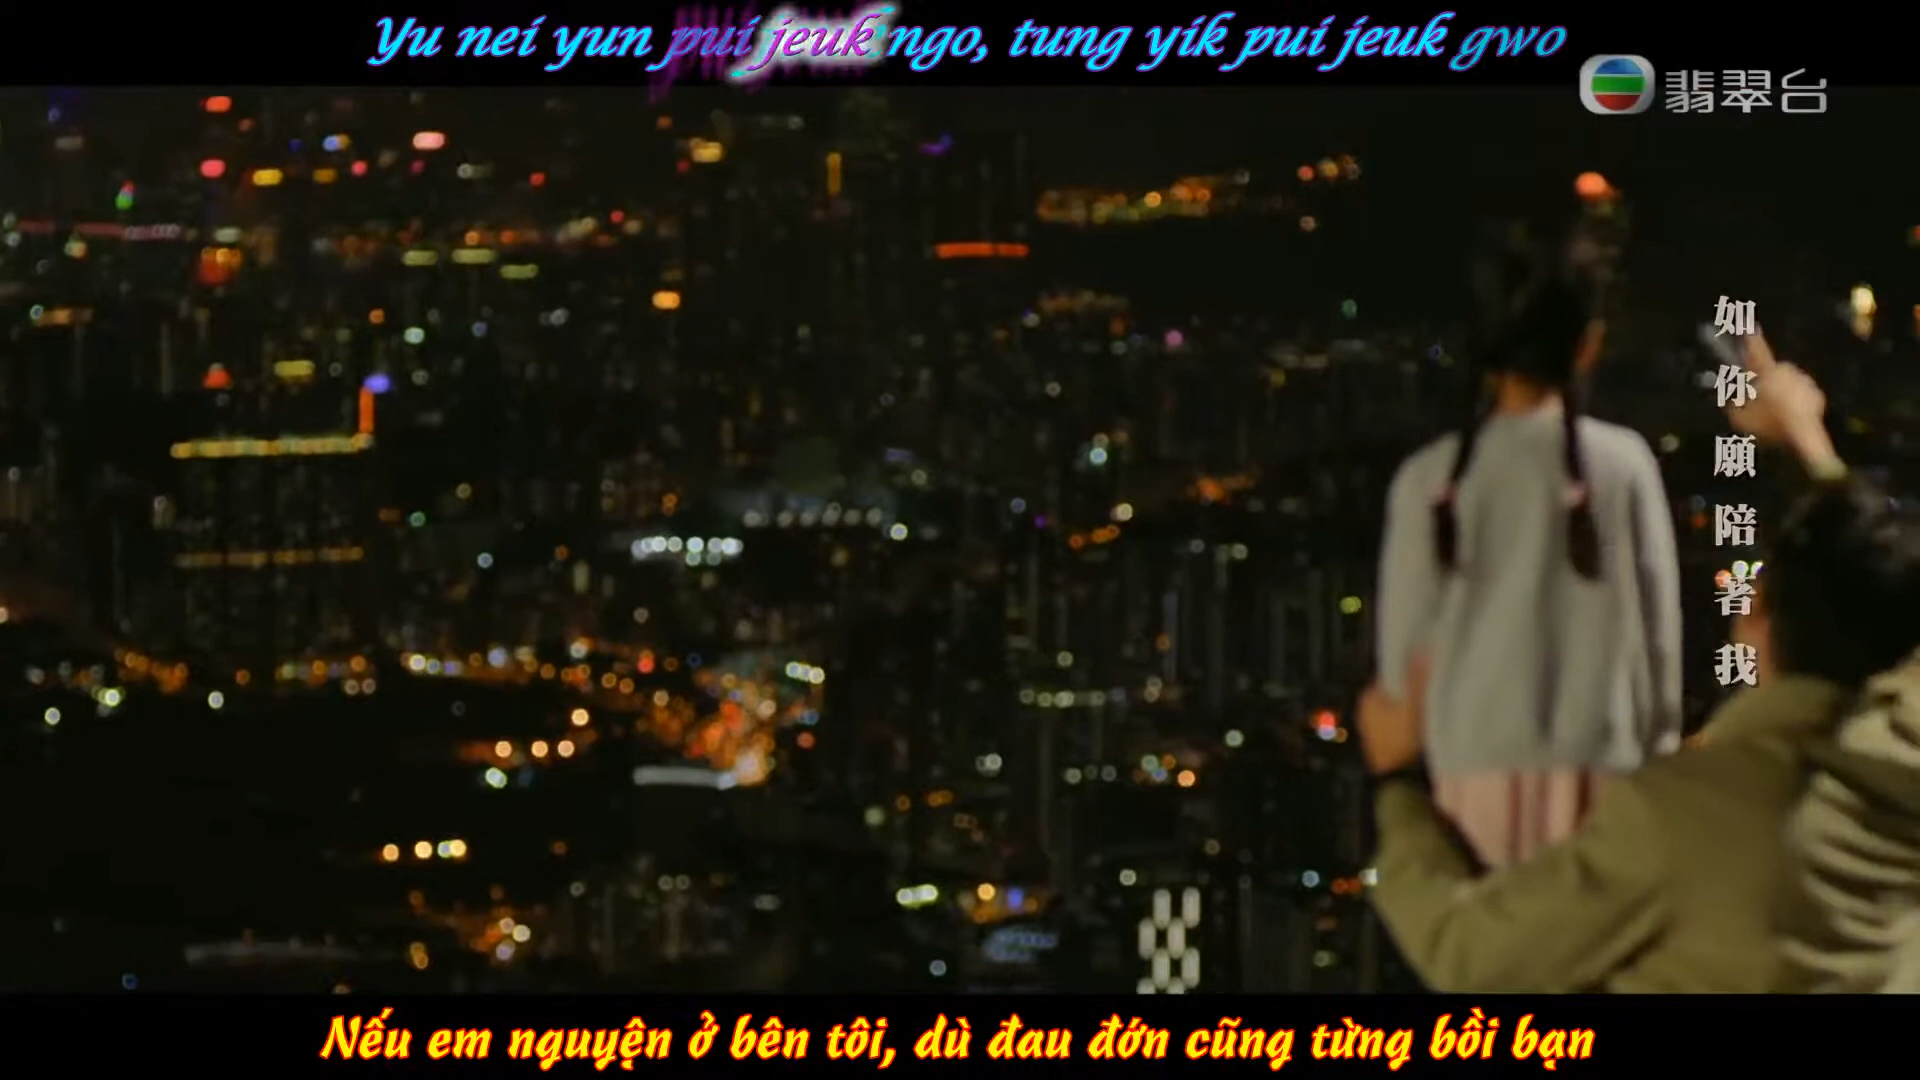 Yu nei yun pui jeuk ngo, tung yik pui jeuk gwo
翡翠台
如你願陪著我
Nếu em nguyện ở bên tôi, dù đau đớn cũng từng bồi bạn